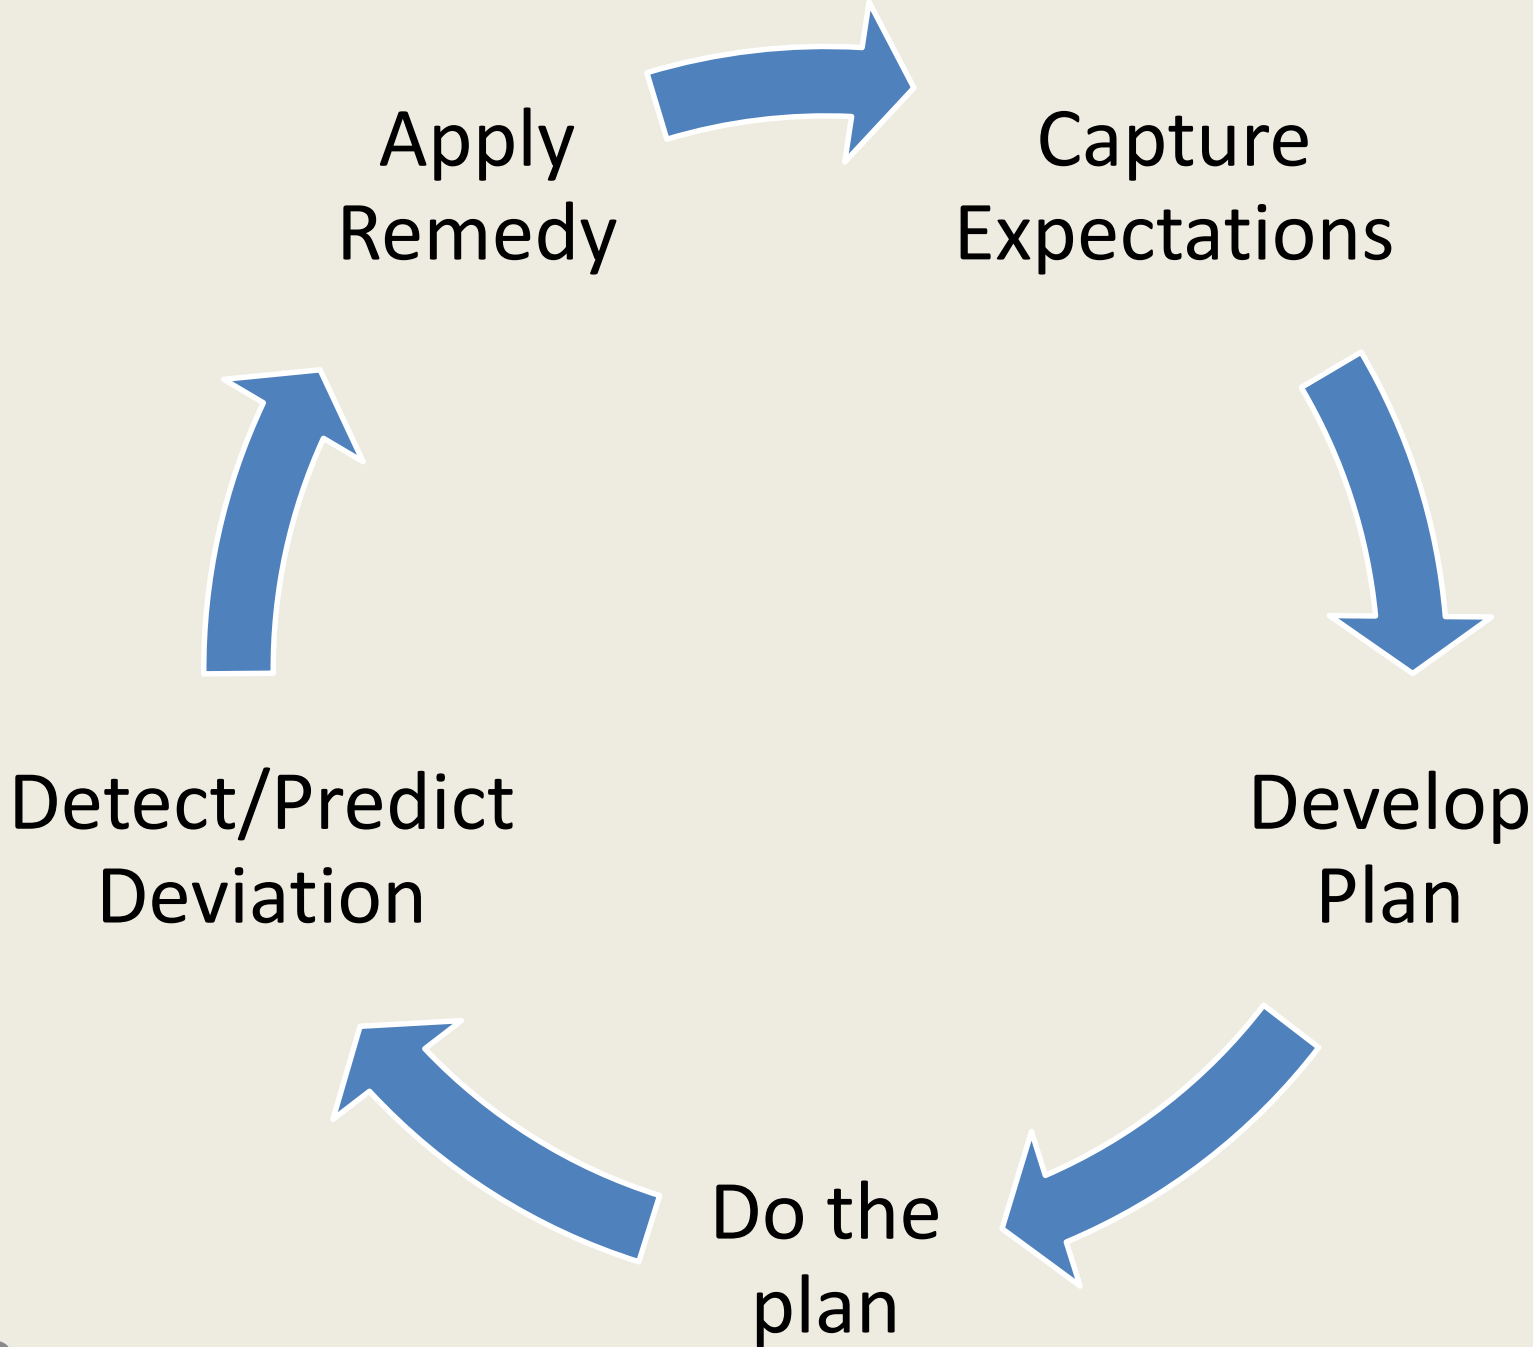 Apply
Remedy
Capture
Expectations
Develop
Plan
Do the
plan
Detect/Predict
Deviation